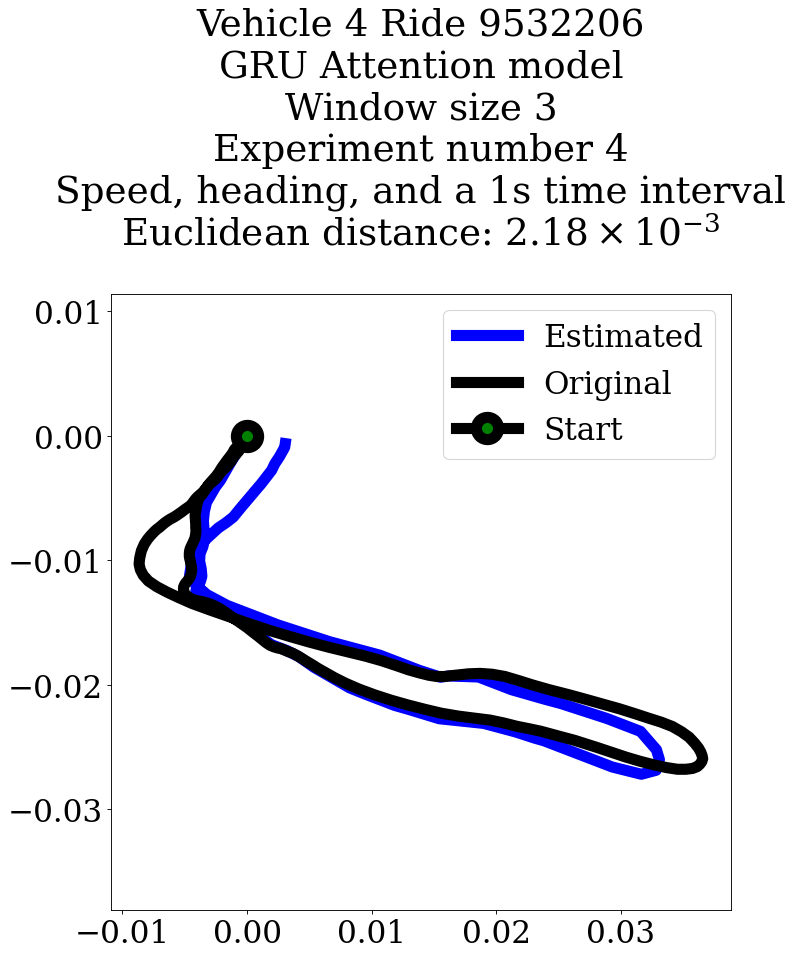 Vehicle 4 Ride 9532206
GRU Attention model
Window size 3
Experiment number 4
Speed, heading, and a 1s time interval
Euclidean distance: 2.18 × 10⁻³
Estimated
Original
Start
0.01
0.00
−0.01
−0.02
−0.03
−0.01 0.00 0.01 0.02 0.03